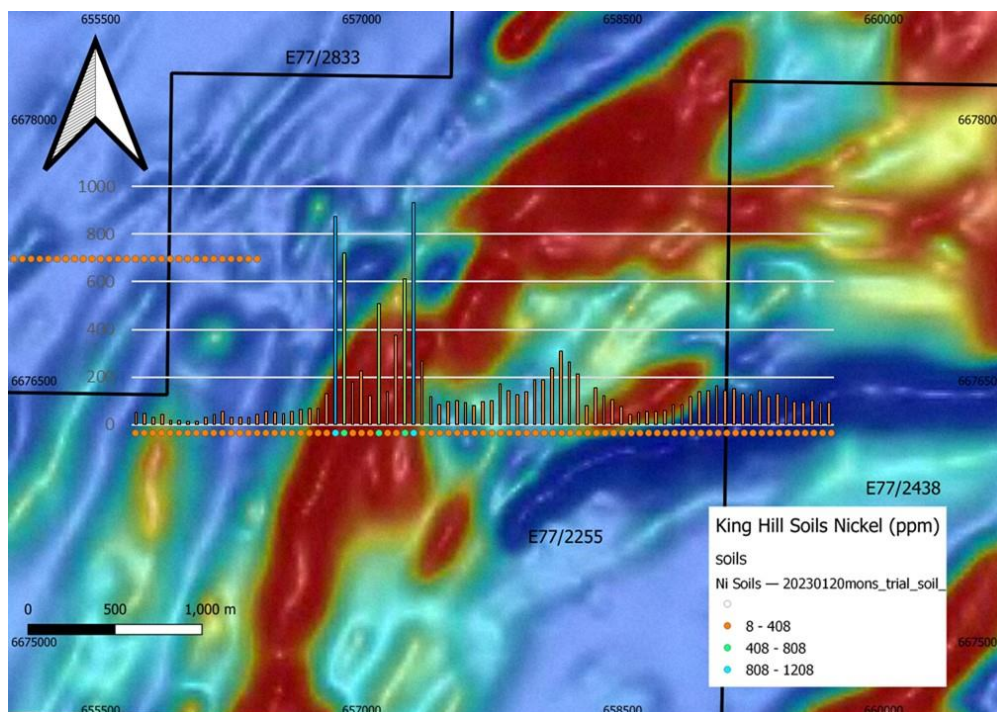 655500 657000 658500 660000
E77/2833
6678000 6678000
1000
800
600
400
200
0
6676500 6676500
E77/2438
E77/2255
King Hill Soils Nickel (ppm)
soils
Ni Soils — 20230120mons_trial_soil_
8 - 408
408 - 808
808 - 1208
0 500 1,000 m
6675000 667500
655500 657000 658500 660000